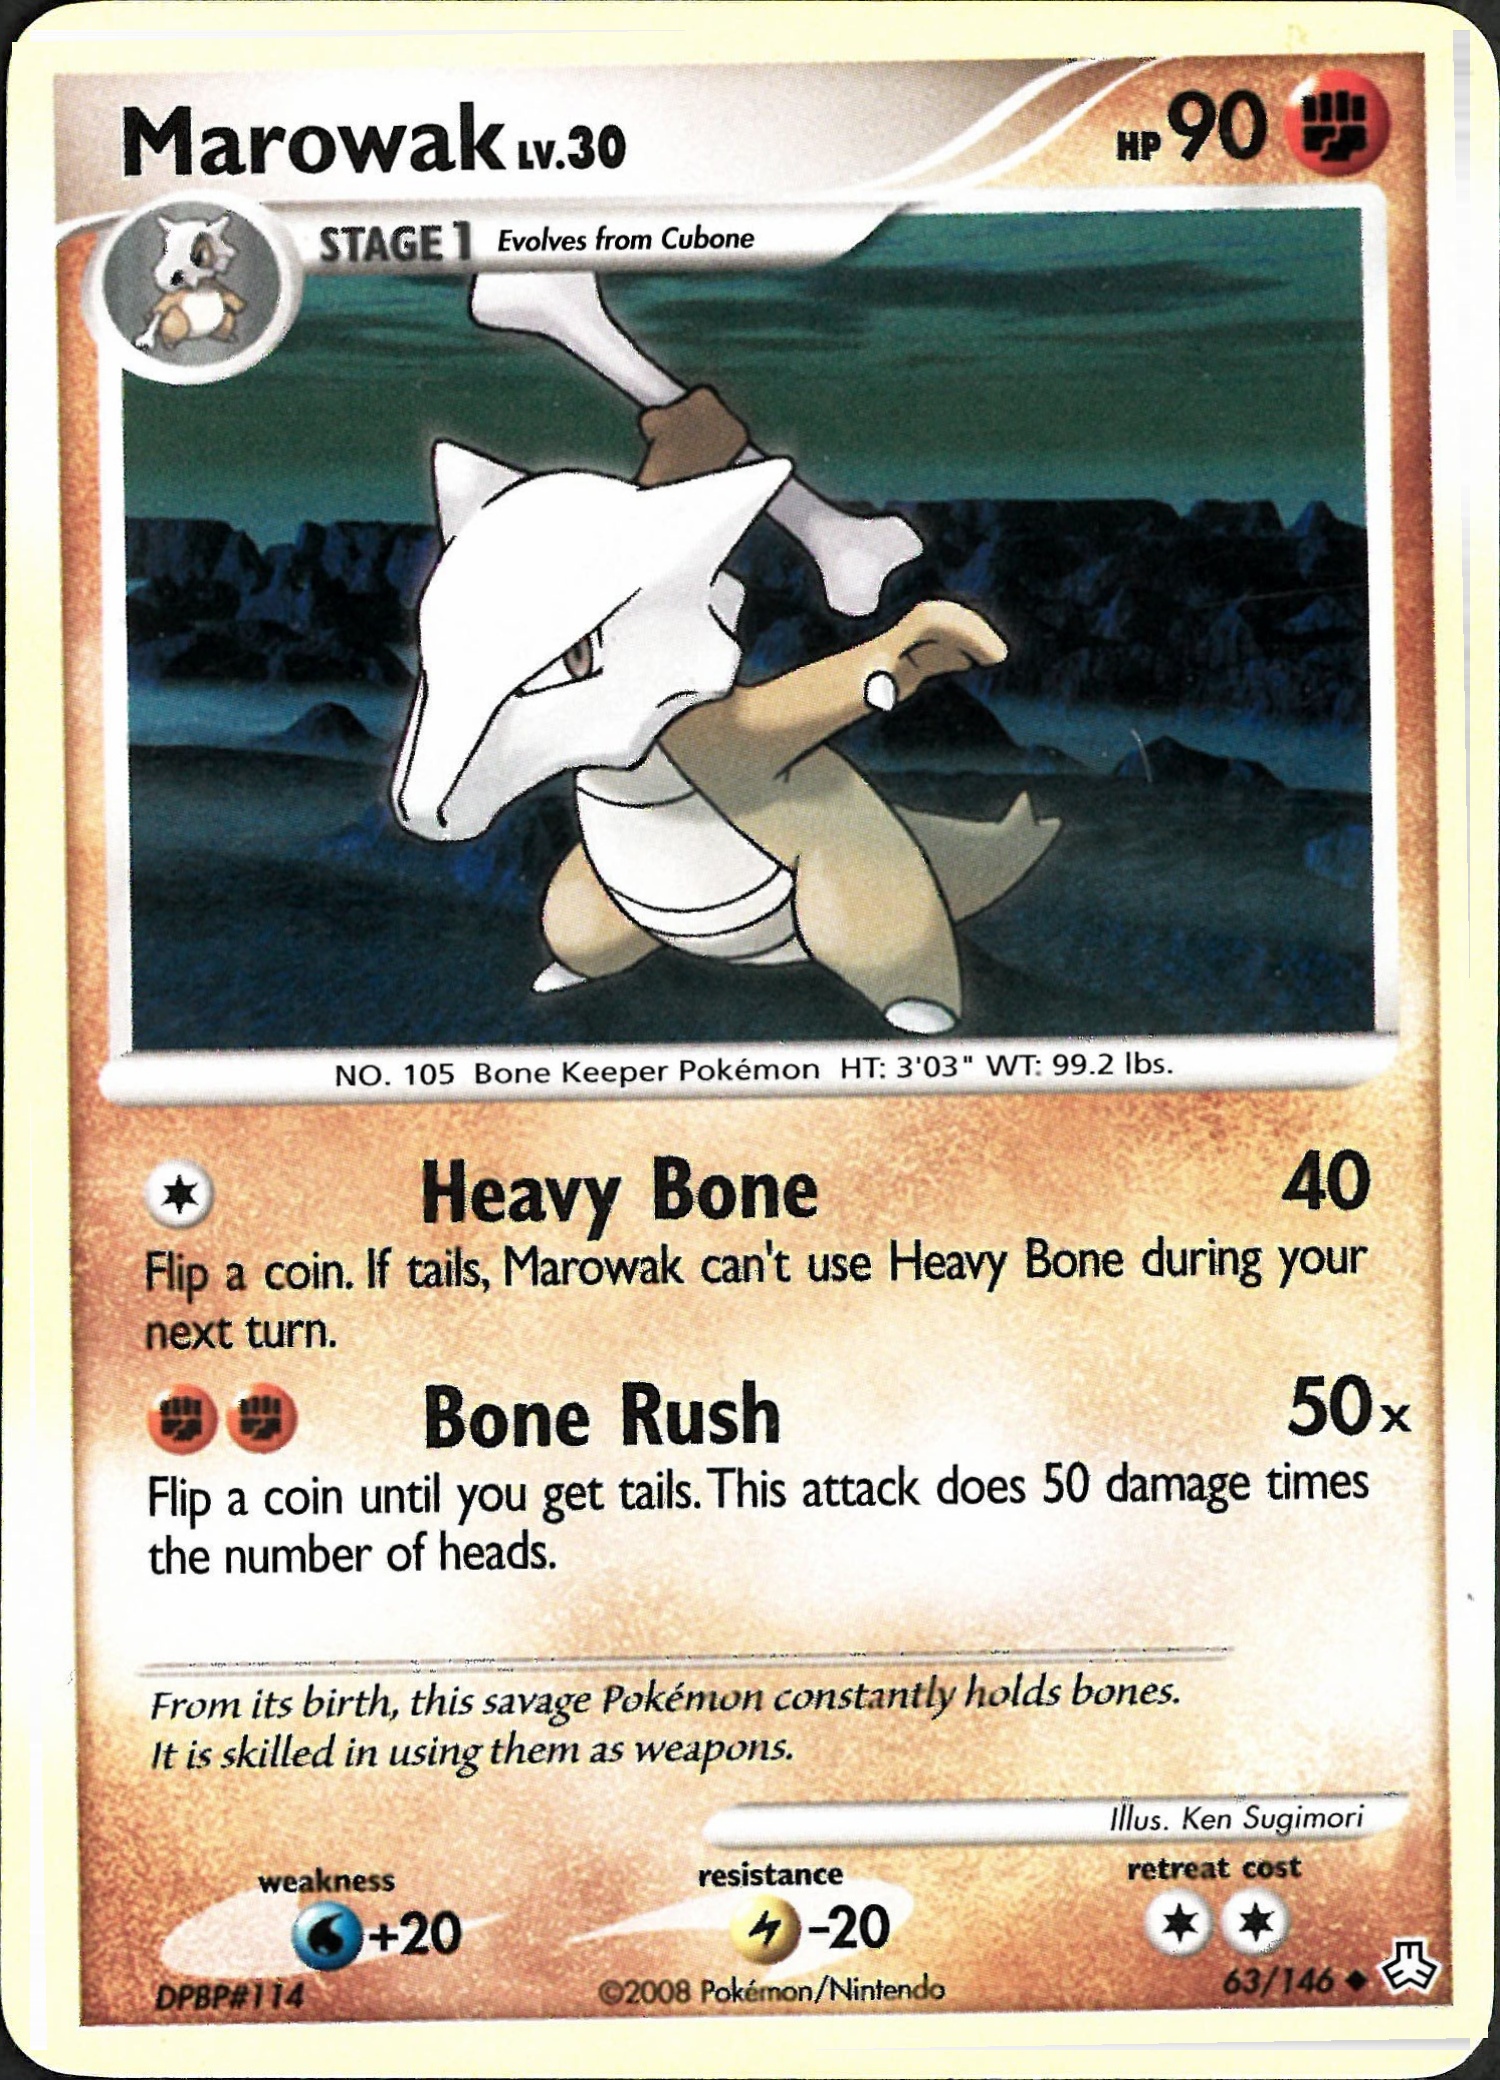 Marowak LV.30 HP 90
STAGE 1 Evolves from Cubone
NO. 105 Bone Keeper Pokémon HT: 3'03" WT: 99.2 lbs.
Heavy Bone 40
Flip a coin. If tails, Marowak can't use Heavy Bone during your
next turn.
Bone Rush 50x
Flip a coin until you get tails. This attack does 50 damage times
the number of heads.
From its birth, this savage Pokémon constantly holds bones.
It is skilled in using them as weapons.
Illus. Ken Sugimori
weakness resistance retreat cost
+20 -20
DPBP#114 ©2008 Pokémon/Nintendo 63/146